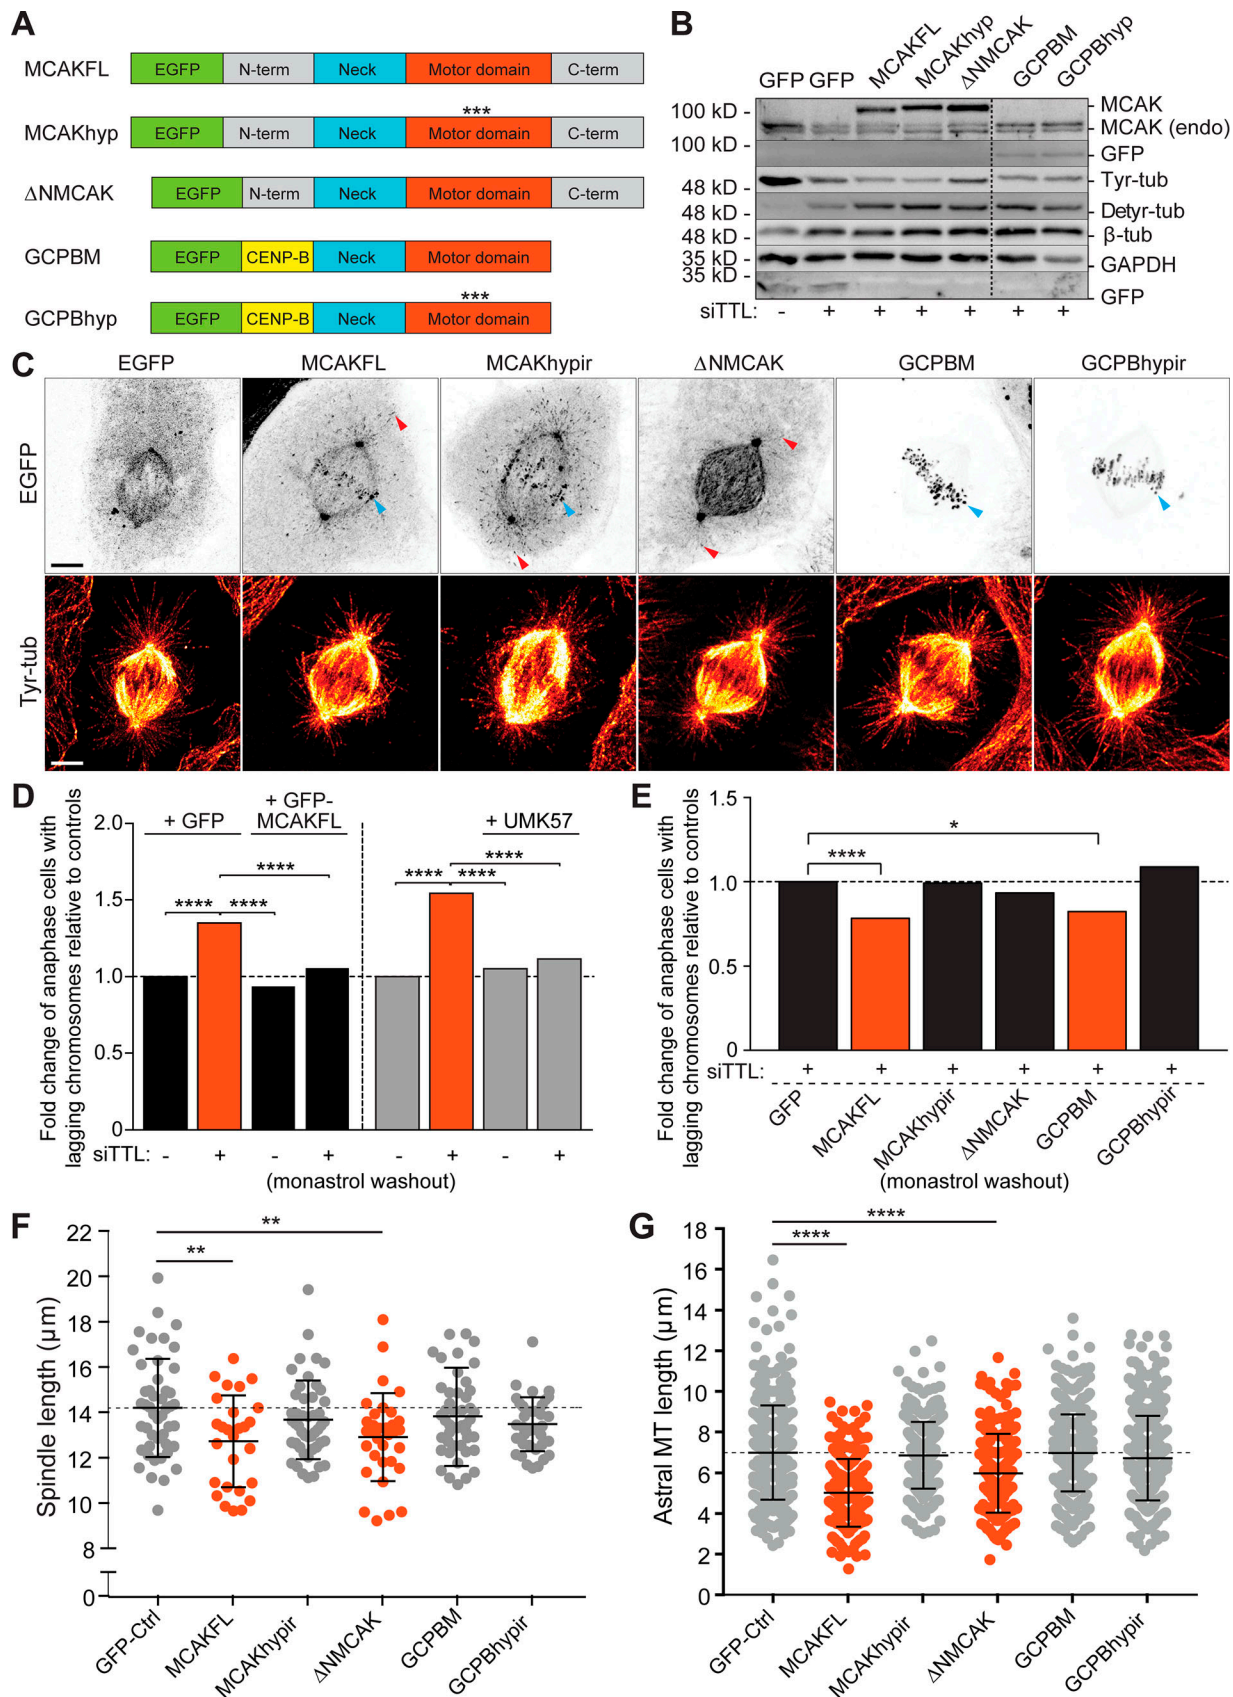 A
MCAKFL
EGFP N-term Neck Motor domain C-term
***
MCAKhyp
EGFP N-term Neck Motor domain C-term
ΔNMCAK
EGFP N-term Neck Motor domain C-term
GCPBM
EGFP CENP-B Neck Motor domain
***
GCPBhyp
EGFP CENP-B Neck Motor domain
B
GFP GFP MCAKFL MCAKhyp ΔNMCAK GCPBM GCPBhyp
100 kD - - MCAK
- MCAK (endo)
100 kD -
- GFP
48 kD - - Tyr-tub
48 kD - - Detyr-tub
48 kD - - β-tub
35 kD - - GAPDH
35 kD -
- GFP
siTTL: - + + + + + +
C
EGFP MCAKFL MCAKhypir ΔNMCAK GCPBM GCPBhypir
EGFP
Tyr-tub
D
Fold change of anaphase cells with
lagging chromosomes relative to controls
+ GFP
+ GFP-
MCAKFL
+ UMK57
2.0
1.5
1.0
0.5
0
**** **** **** **** **** ****
siTTL: - + - + - + - +
(monastrol washout)
E
Fold change of anaphase cells with
lagging chromosomes relative to controls
1.5
1.0
0.5
0
*
****
siTTL: + + + + + +
GFP MCAKFL MCAKhypir ΔNMCAK GCPBM GCPBhypir
(monastrol washout)
F
Spindle length (µm)
22
20
18
16
14
12
10
8
0
**
**
GFP-Ctrl MCAKFL MCAKhypir ΔNMCAK GCPBM GCPBhypir
G
Astral MT length (µm)
18
16
14
12
10
8
6
4
2
0
****
****
GFP-Ctrl MCAKFL MCAKhypir ΔNMCAK GCPBM GCPBhypir